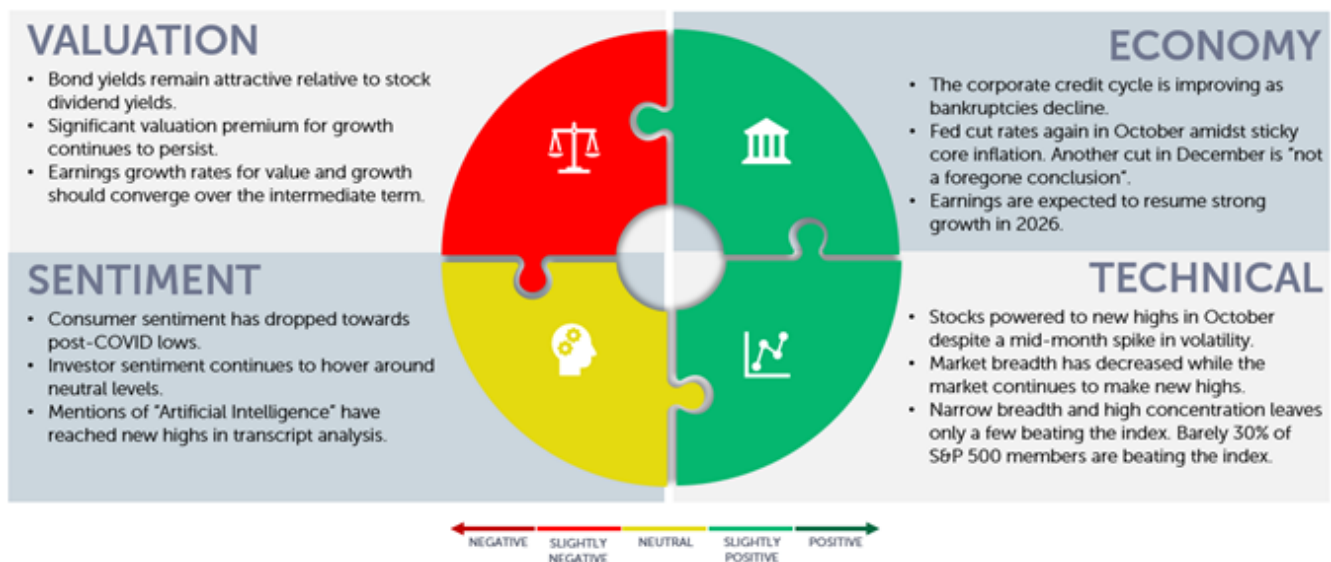 VALUATION
• Bond yields remain attractive relative to stock
dividend yields.
• Significant valuation premium for growth
continues to persist.
• Earnings growth rates for value and growth
should converge over the intermediate term.
ECONOMY
• The corporate credit cycle is improving as
bankruptcies decline.
• Fed cut rates again in October amidst sticky
core inflation. Another cut in December is "not
a foregone conclusion".
• Earnings are expected to resume strong
growth in 2026.
SENTIMENT
• Consumer sentiment has dropped towards
post-COVID lows.
• Investor sentiment continues to hover around
neutral levels.
• Mentions of "Artificial Intelligence" have
reached new highs in transcript analysis.
TECHNICAL
• Stocks powered to new highs in October
despite a mid-month spike in volatility.
• Market breadth has decreased while the
market continues to make new highs.
• Narrow breadth and high concentration leaves
only a few beating the index. Barely 30% of
S&P 500 members are beating the index.
NEGATIVE
SLIGHTLY
NEGATIVE
NEUTRAL
SLIGHTLY
POSITIVE
POSITIVE